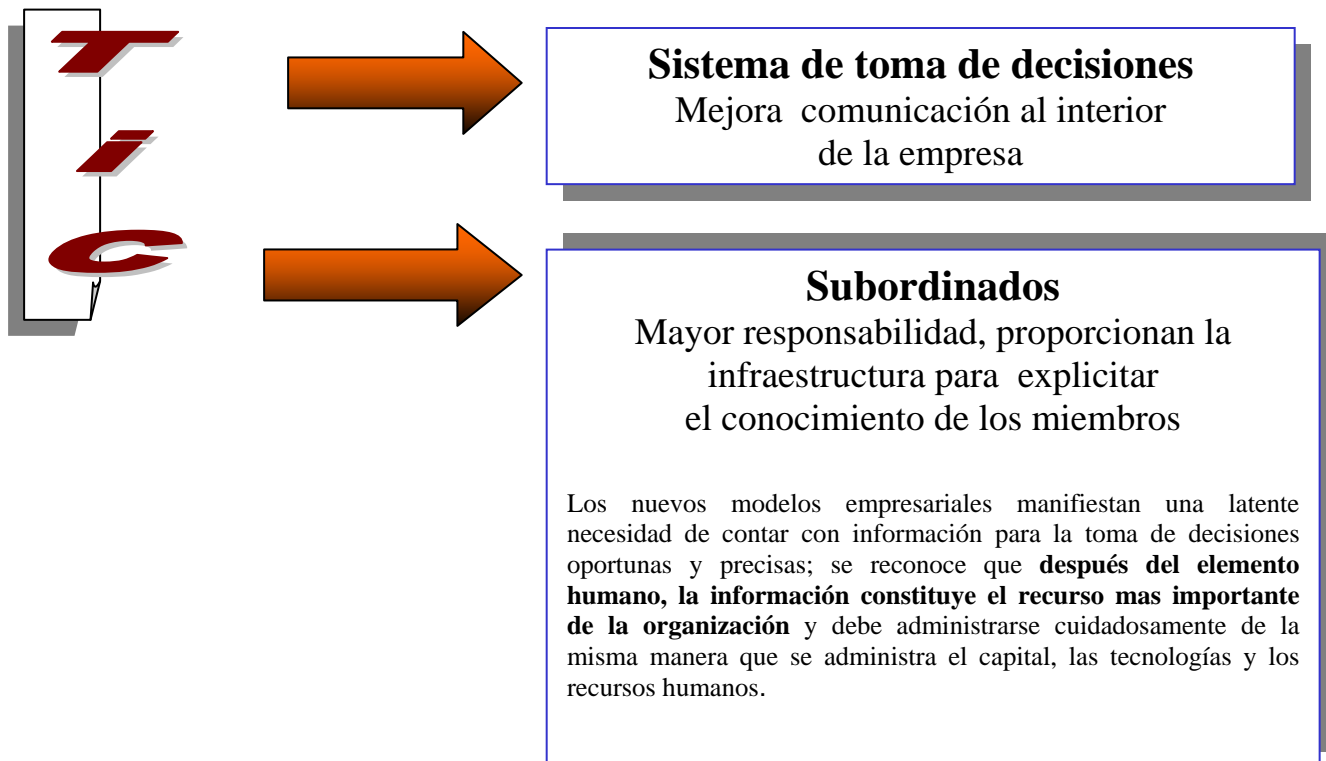 T
i
C
Sistema de toma de decisiones
Mejora comunicación al interior
de la empresa
Subordinados
Mayor responsabilidad, proporcionan la
infraestructura para explicitar
el conocimiento de los miembros
Los nuevos modelos empresariales manifiestan una latente
necesidad de contar con información para la toma de decisiones
oportunas y precisas; se reconoce que después del elemento
humano, la información constituye el recurso mas importante
de la organización y debe administrarse cuidadosamente de la
misma manera que se administra el capital, las tecnologías y los
recursos humanos.